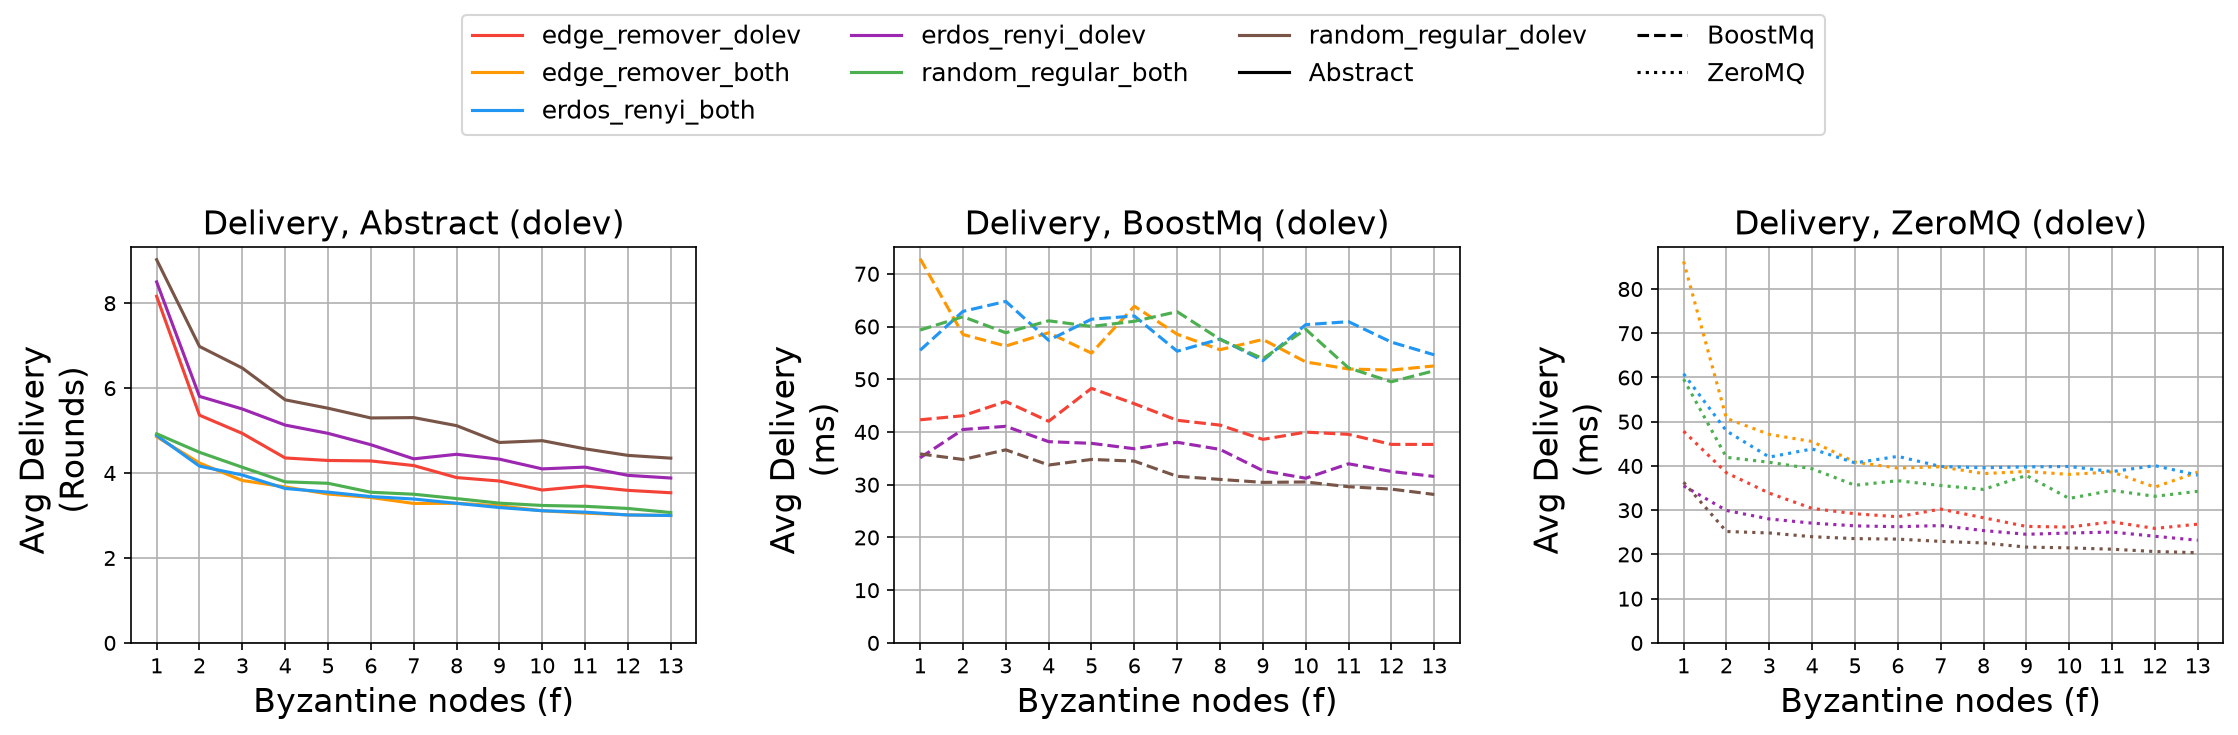 edge_remover_dolev
edge_remover_both
erdos_renyi_both
erdos_renyi_dolev
random_regular_both
random_regular_dolev
Abstract
BoostMq
ZeroMQ
Delivery, Abstract (dolev)
Avg Delivery
(Rounds)
8
6
4
2
0
1 2 3 4 5 6 7 8 9 10 11 12 13
Byzantine nodes (f)
Delivery, BoostMq (dolev)
Avg Delivery
(ms)
70
60
50
40
30
20
10
0
1 2 3 4 5 6 7 8 9 10 11 12 13
Byzantine nodes (f)
Delivery, ZeroMQ (dolev)
Avg Delivery
(ms)
80
70
60
50
40
30
20
10
0
1 2 3 4 5 6 7 8 9 10 11 12 13
Byzantine nodes (f)